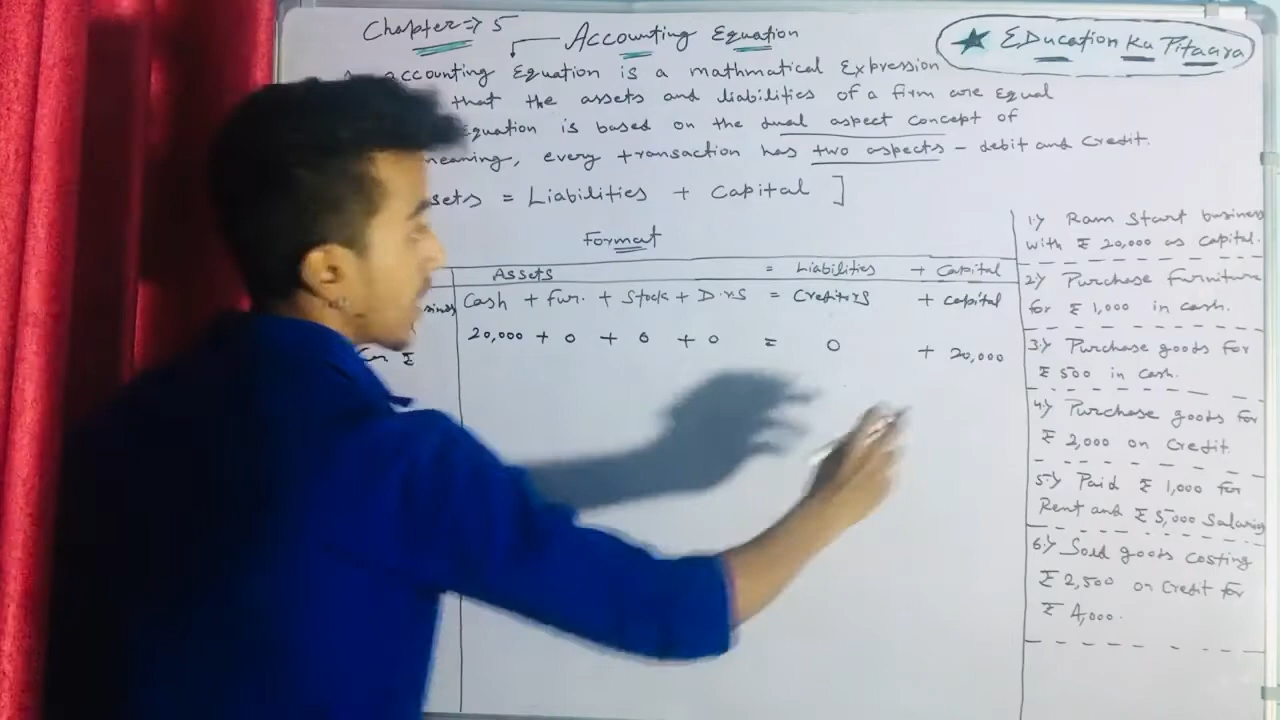 Chapter => 5
Accounting Equation
★ EDucation Ka Pitaara
accounting Equation is a mathmatical Expression
that the assets and liabilities of a firm are Equal
Equation is based on the dual aspect concept of
meaning, every transaction has two aspects - debit and Credit.
sets = Liabilities + Capital ]
Format
Assets = Liabilities + Capital
Cash + Fur. + Stock + D.rs = Creditors + capital
20,000 + 0 + 0 + 0 = 0 + 20,000
1.) Ram Start business
with ₹ 20,000 as capital.
2.) Purchase Furniture
for ₹ 1,000 in cash.
3.) Purchase goods for
₹ 500 in cash.
4.) Purchase goods for
₹ 2,000 on Credit.
5.) Paid ₹ 1,000 for
Rent and ₹ 5,000 Salaries
6.) Sold goods costing
₹ 2,500 on Credit for
₹ 4,000.